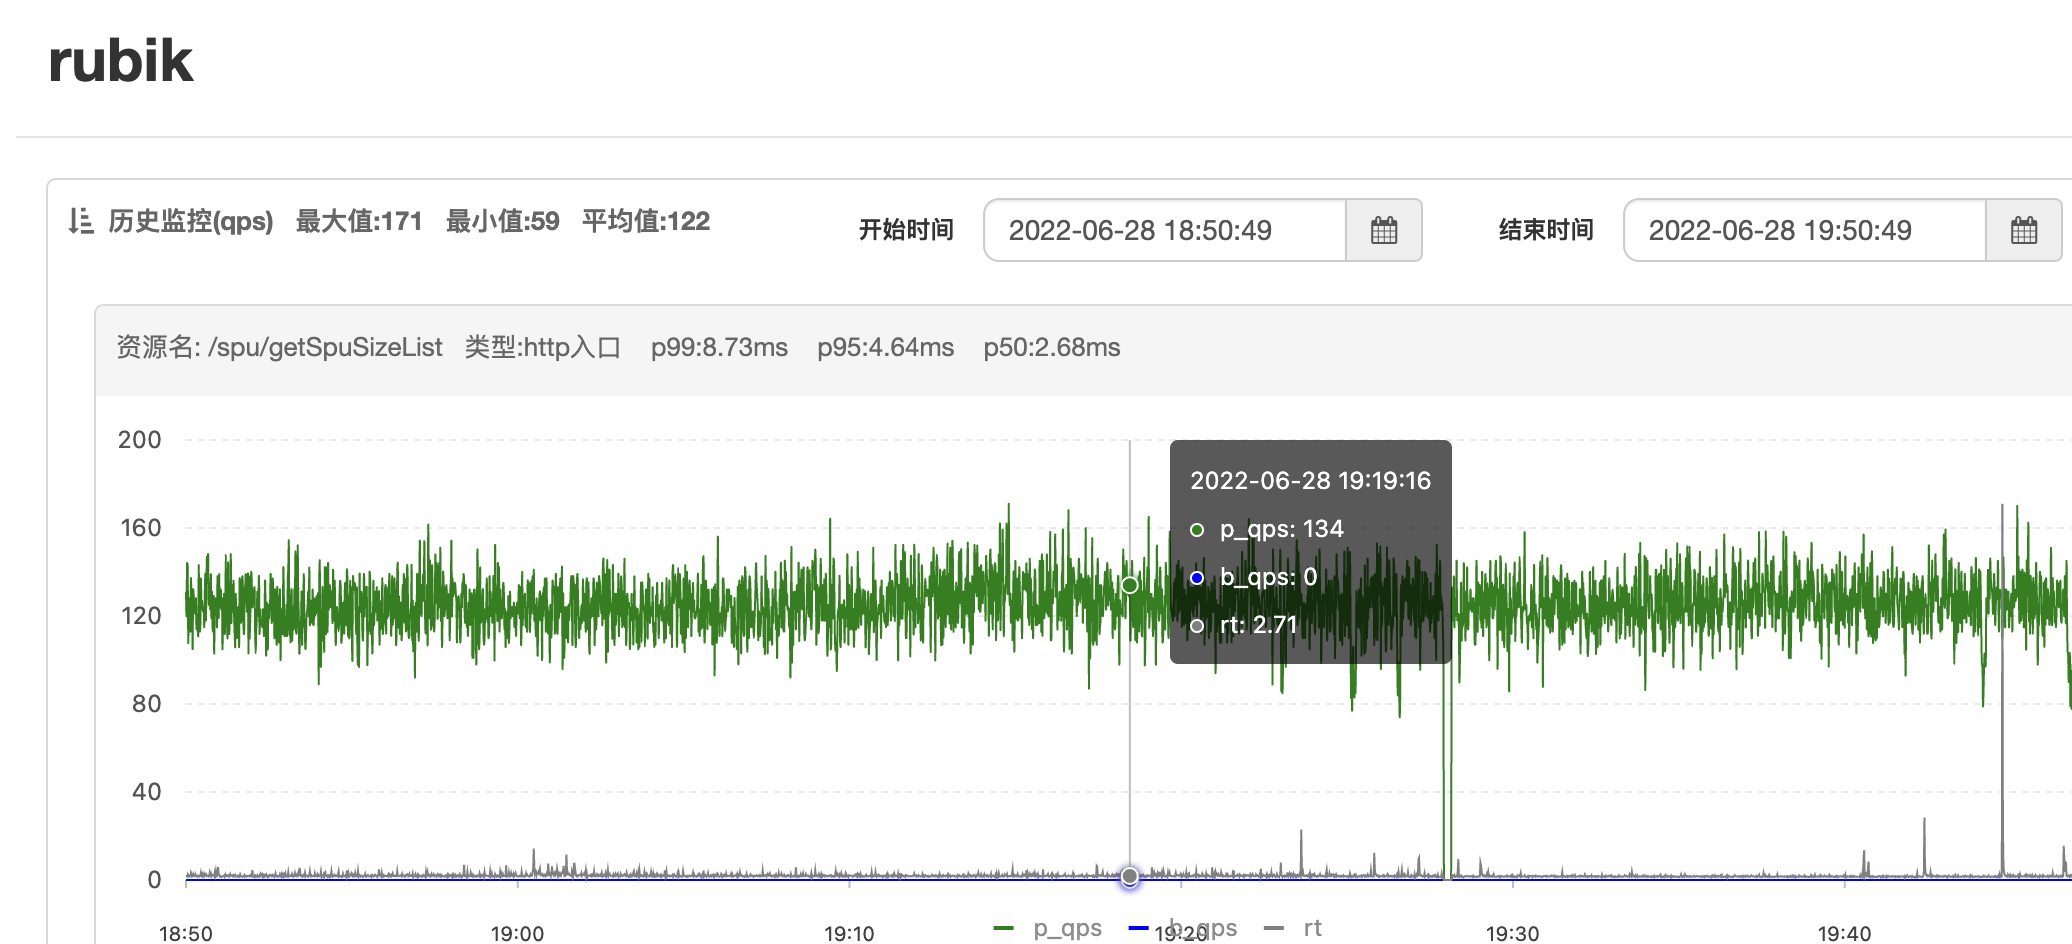 rubik
历史监控(qps) 最大值:171 最小值:59 平均值:122 开始时间 2022-06-28 18:50:49 结束时间 2022-06-28 19:50:49
资源名: /spu/getSpuSizeList 类型:http入口 p99:8.73ms p95:4.64ms p50:2.68ms
200
160
120
80
40
0
2022-06-28 19:19:16
p_qps: 134
b_qps: 0
rt: 2.71
18:50 19:00 19:10 19:20 19:30 19:40
p_qps b_qps rt